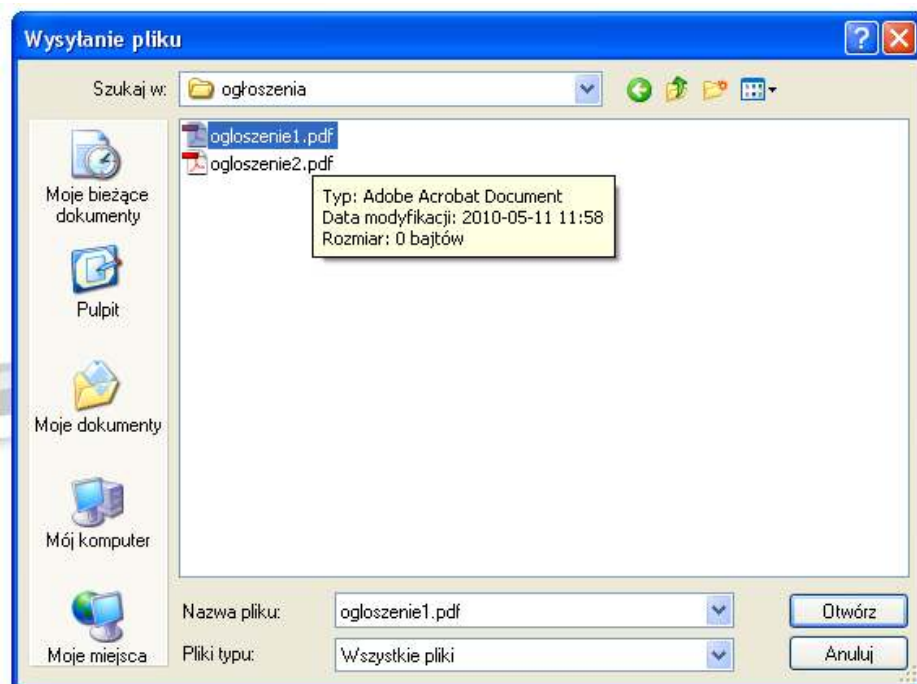 Wysyłanie pliku
Szukaj w:
ogłoszenia
ogloszenie1.pdf
ogloszenie2.pdf
Typ: Adobe Acrobat Document
Data modyfikacji: 2010-05-11 11:58
Rozmiar: 0 bajtów
Moje bieżące
dokumenty
Pulpit
Moje dokumenty
Mój komputer
Moje miejsca
Nazwa pliku:
ogloszenie1.pdf
Otwórz
Pliki typu:
Wszystkie pliki
Anuluj